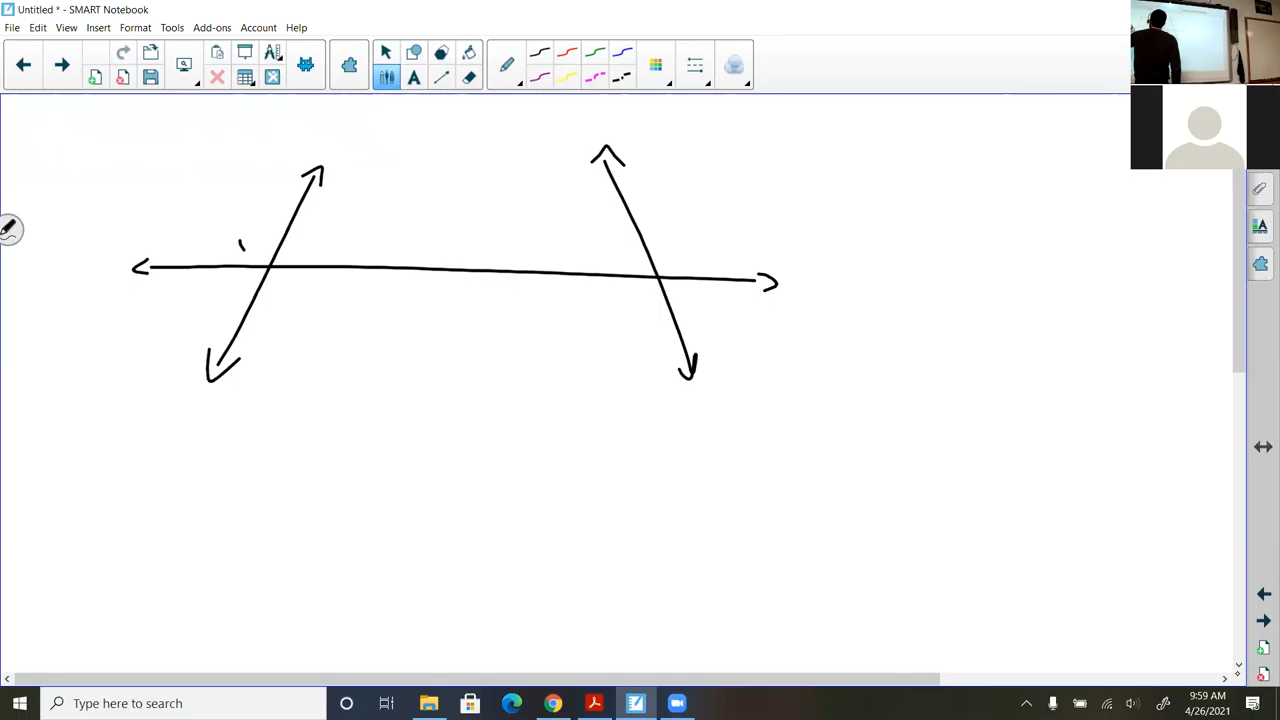 Untitled * - SMART Notebook
File Edit View Insert Format Tools Add-ons Account Help
Type here to search
9:59 AM
4/26/2021